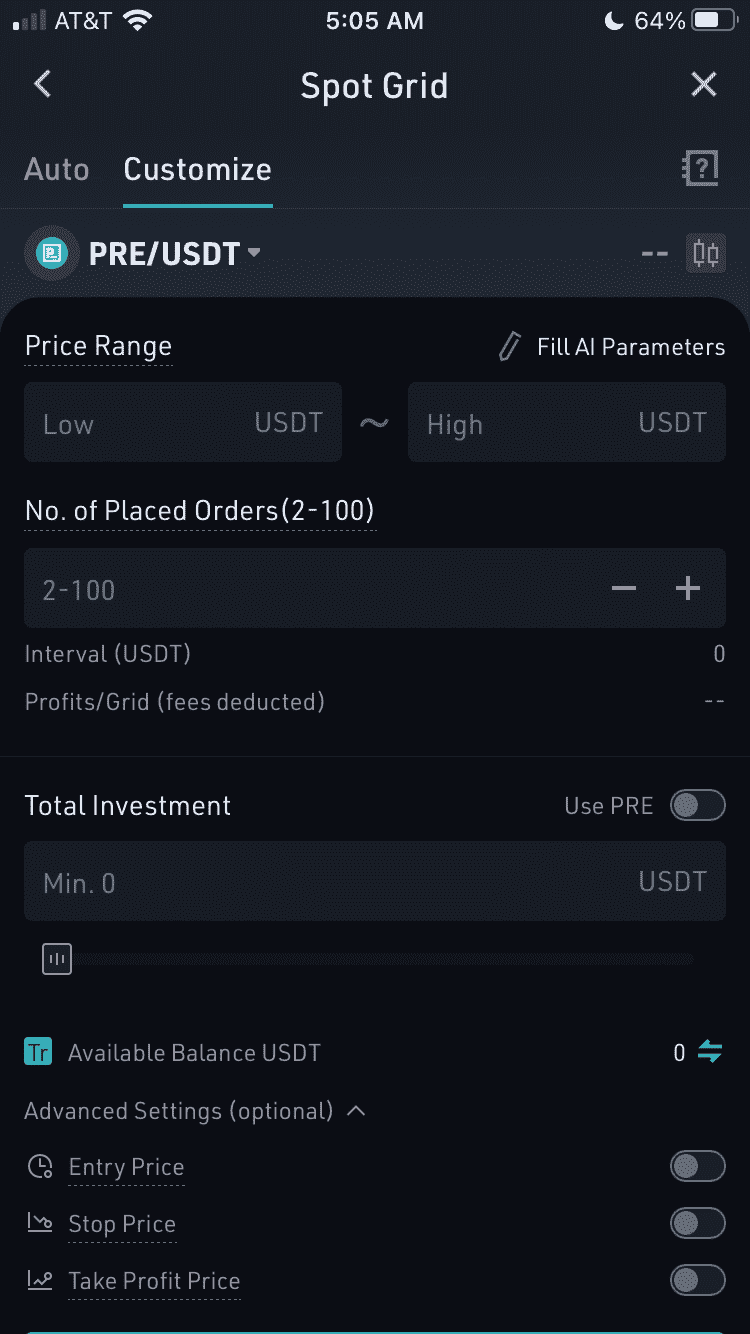 AT&T 5:05 AM 64%
Spot Grid
Auto Customize
PRE/USDT --
Price Range Fill AI Parameters
Low USDT ~ High USDT
No. of Placed Orders(2-100)
2-100 − +
Interval (USDT) 0
Profits/Grid (fees deducted) --
Total Investment Use PRE
Min. 0 USDT
Tr Available Balance USDT 0
Advanced Settings (optional)
Entry Price
Stop Price
Take Profit Price